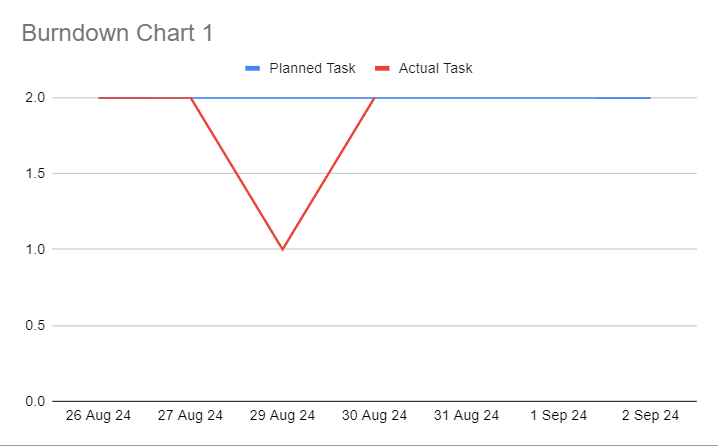 Burndown Chart 1
Planned Task Actual Task
2.0
1.5
1.0
0.5
0.0
26 Aug 24 27 Aug 24 29 Aug 24 30 Aug 24 31 Aug 24 1 Sep 24 2 Sep 24